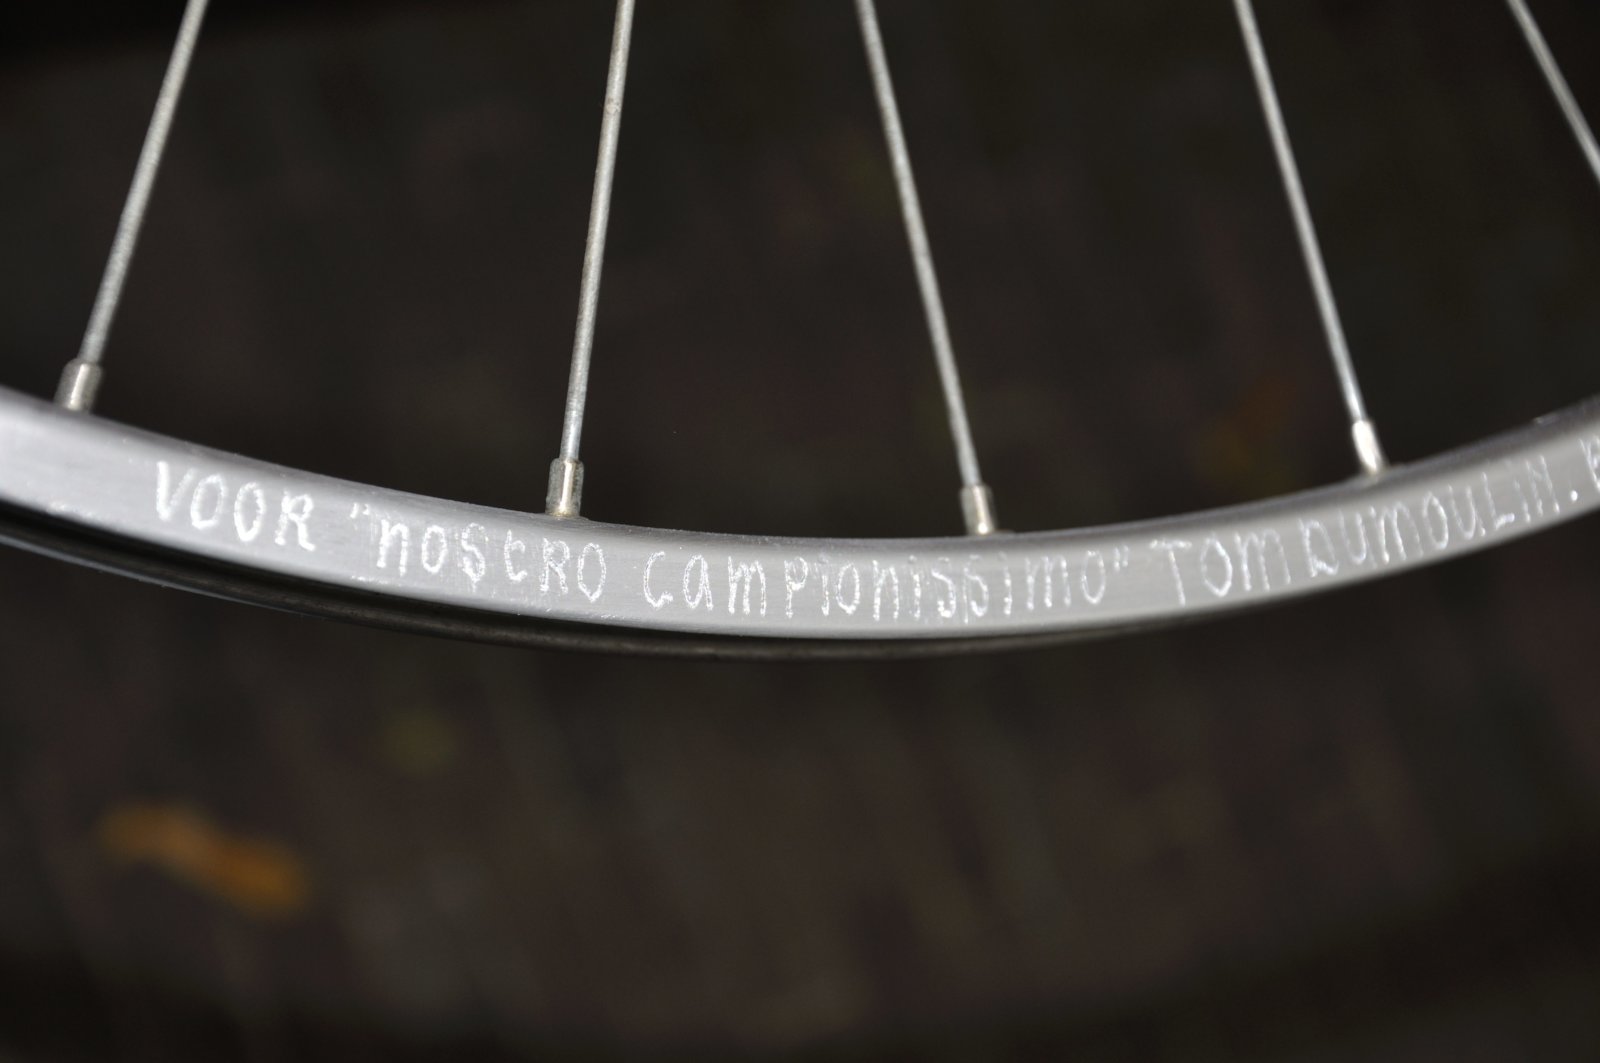 VOOR "nostRO campionissimo" TOM DUMOULIN.